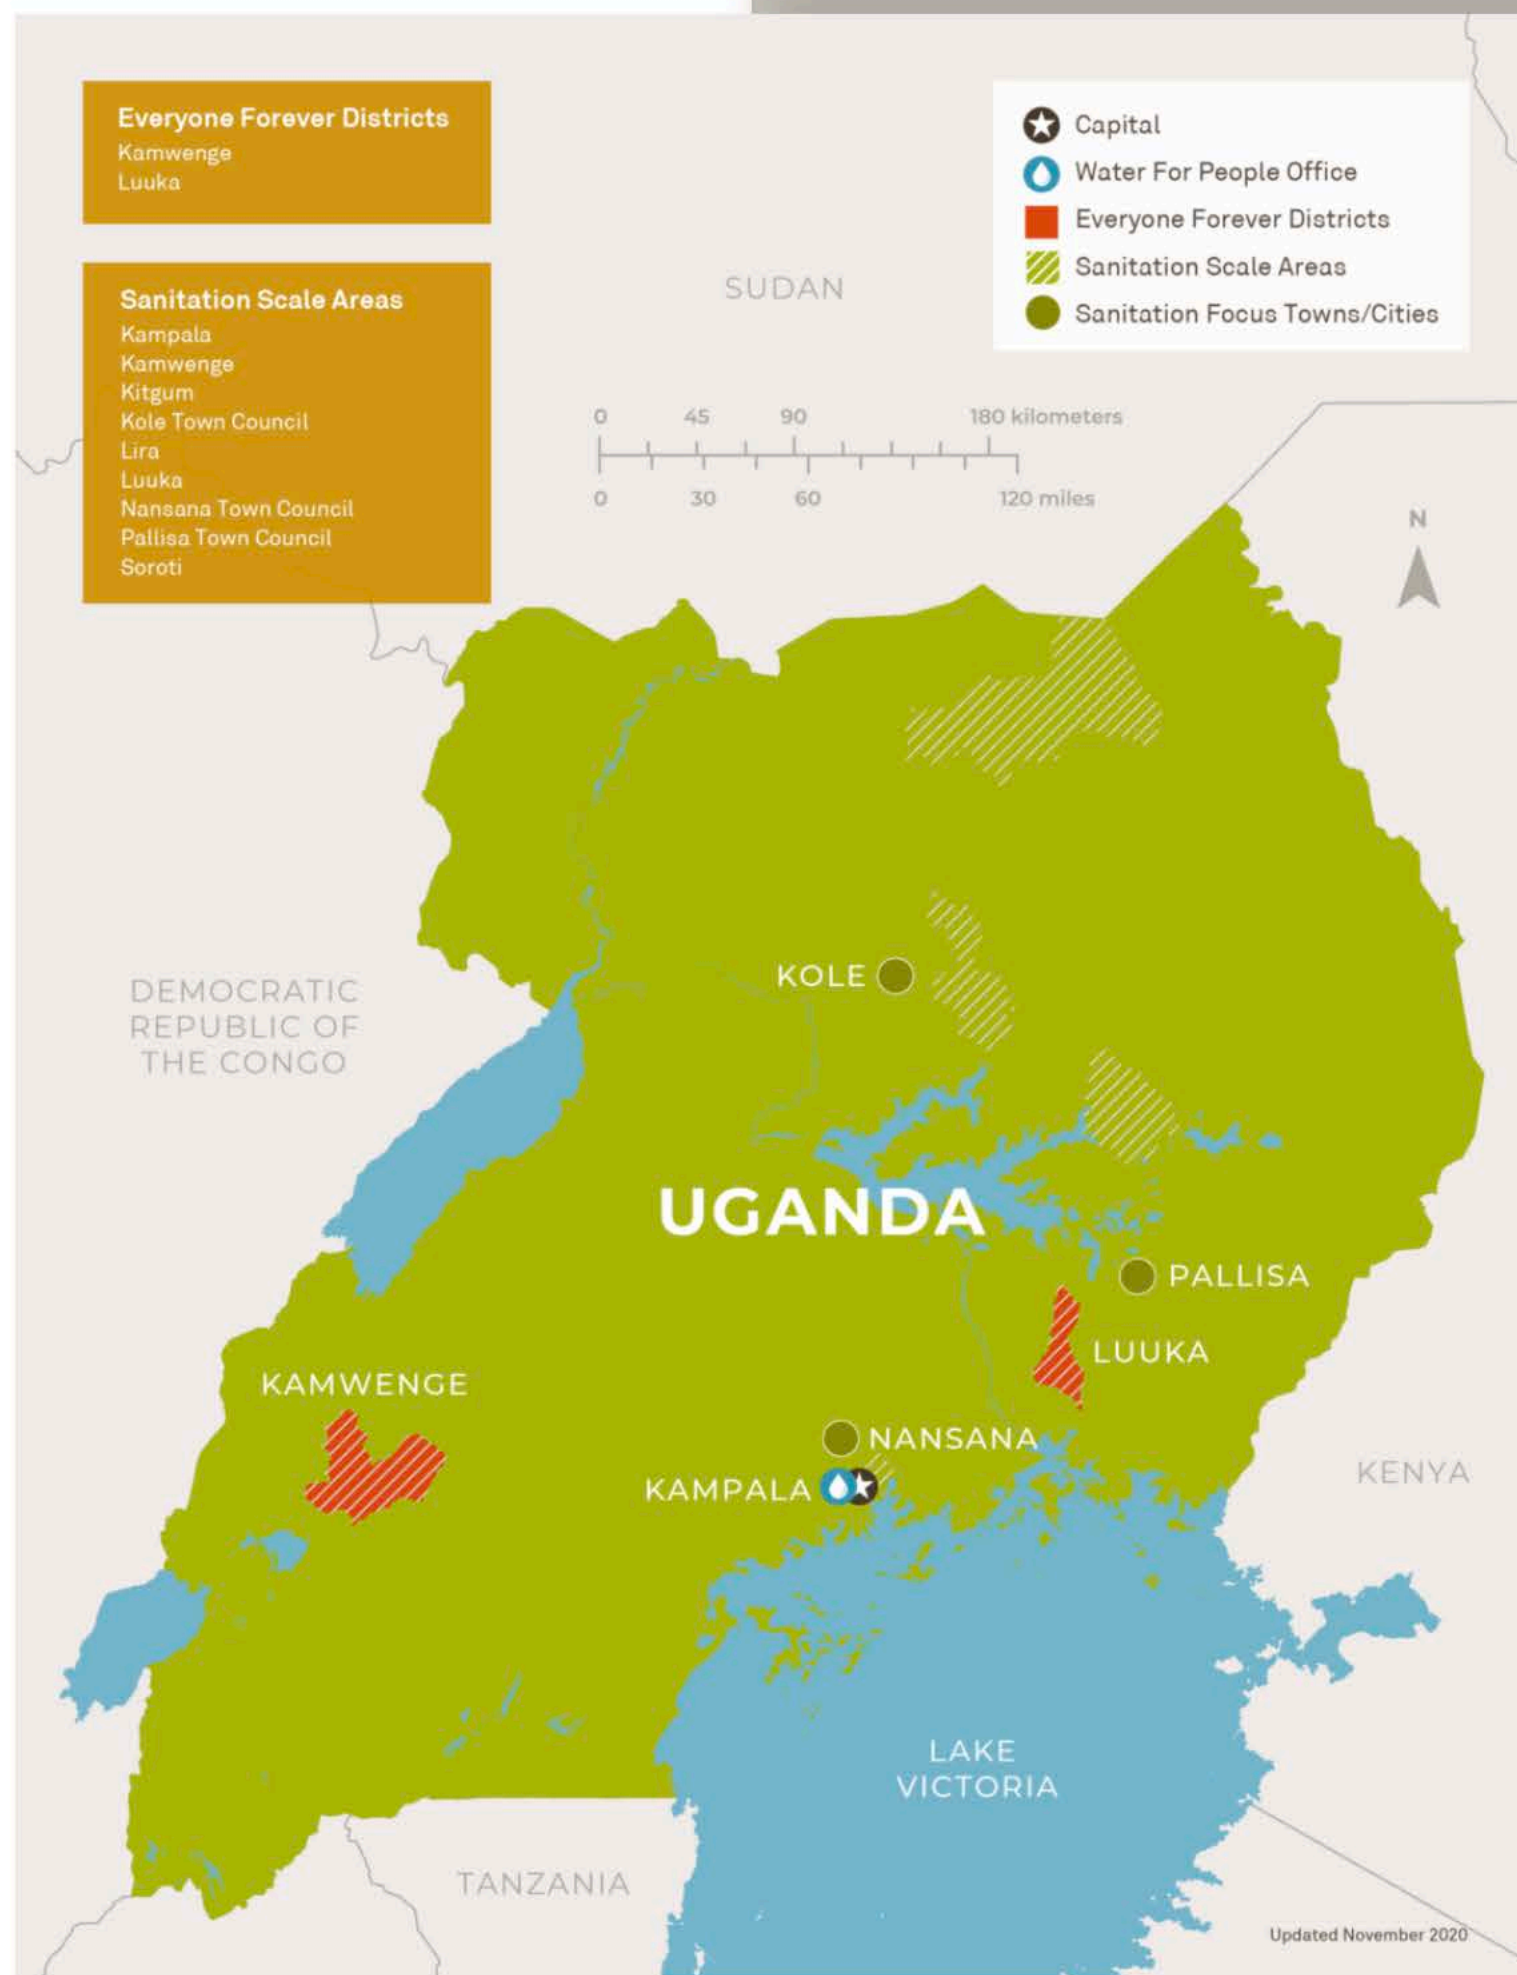 Everyone Forever Districts
Kamwenge
Luuka
Sanitation Scale Areas
Kampala
Kamwenge
Kitgum
Kole Town Council
Lira
Luuka
Nansana Town Council
Pallisa Town Council
Soroti
Capital
Water For People Office
Everyone Forever Districts
Sanitation Scale Areas
Sanitation Focus Towns/Cities
SUDAN
0 45 90 180 kilometers
0 30 60 120 miles
N
DEMOCRATIC
REPUBLIC OF
THE CONGO
KOLE
UGANDA
PALLISA
LUUKA
KAMWENGE
NANSANA
KAMPALA
KENYA
LAKE
VICTORIA
TANZANIA
Updated November 2020